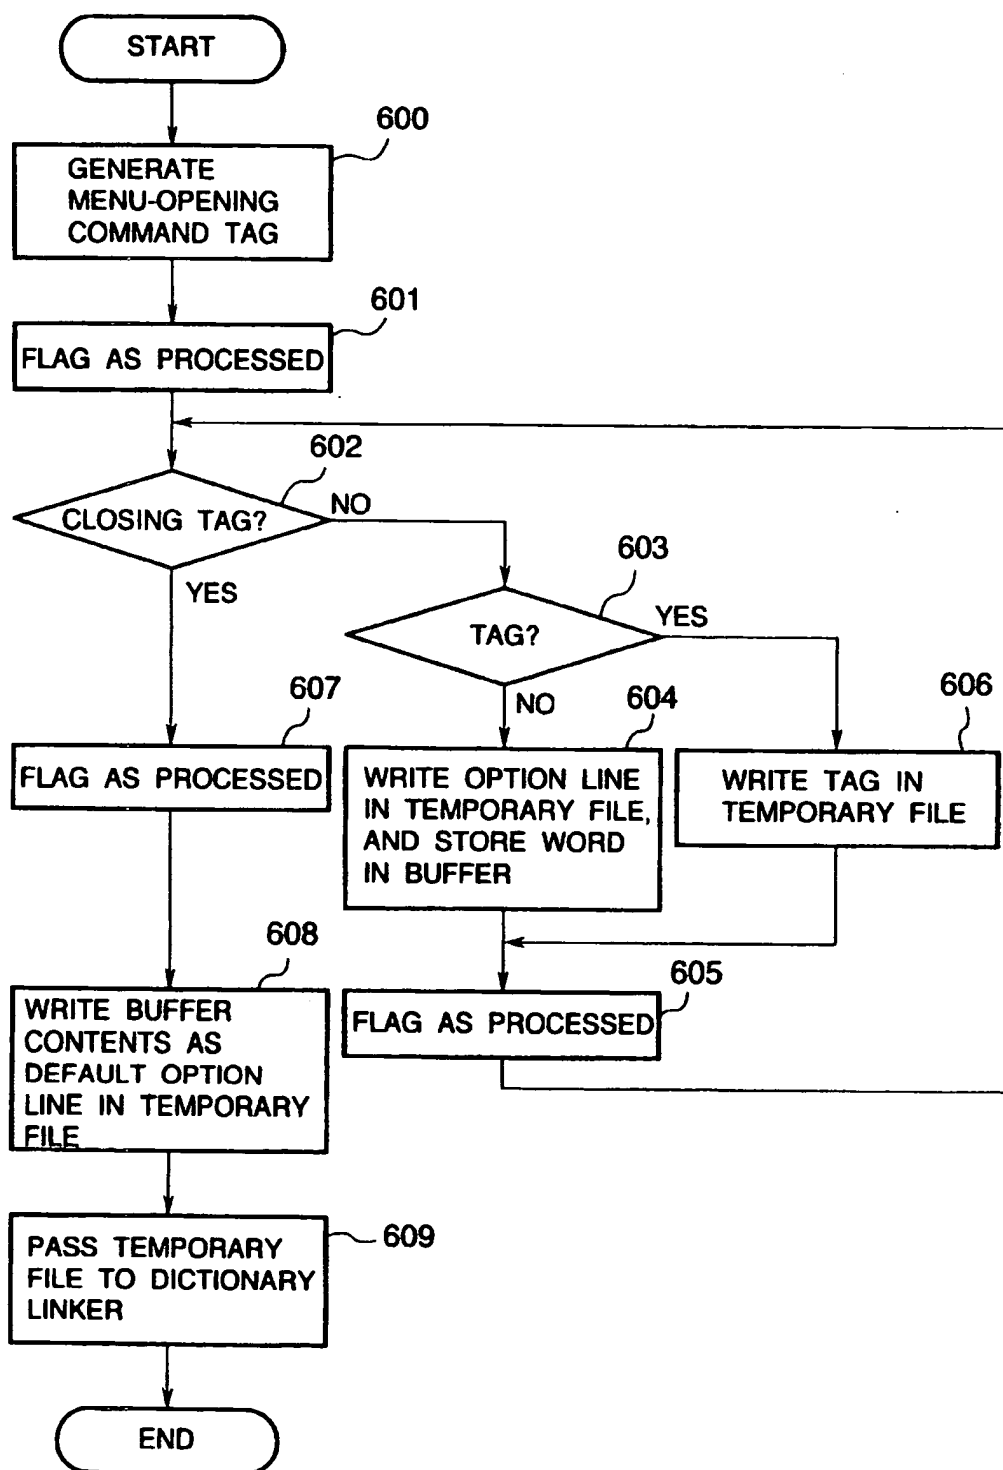 START
600
GENERATE
MENU-OPENING
COMMAND TAG
601
FLAG AS PROCESSED
602
CLOSING TAG?
NO
YES
603
TAG?
YES
NO
607
FLAG AS PROCESSED
604
WRITE OPTION LINE
IN TEMPORARY FILE,
AND STORE WORD
IN BUFFER
606
WRITE TAG IN
TEMPORARY FILE
605
FLAG AS PROCESSED
608
WRITE BUFFER
CONTENTS AS
DEFAULT OPTION
LINE IN TEMPORARY
FILE
609
PASS TEMPORARY
FILE TO DICTIONARY
LINKER
END